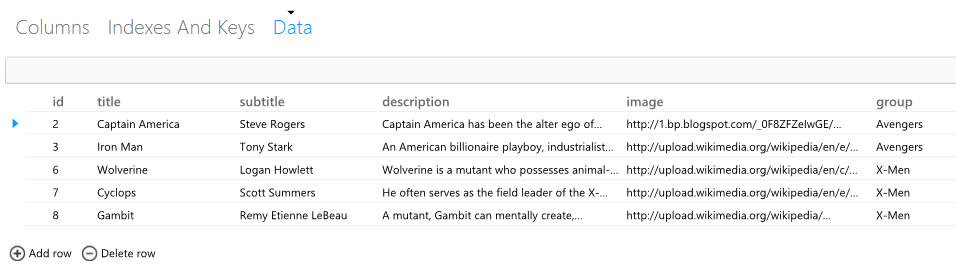 Columns Indexes And Keys Data
id title subtitle description image group
2 Captain America Steve Rogers Captain America has been the alter ego of... http://1.bp.blogspot.com/_0F8ZFZelwGE/... Avengers
3 Iron Man Tony Stark An American billionaire playboy, industrialist... http://upload.wikimedia.org/wikipedia/en/e/... Avengers
6 Wolverine Logan Howlett Wolverine is a mutant who possesses animal-... http://upload.wikimedia.org/wikipedia/en/c/... X-Men
7 Cyclops Scott Summers He often serves as the field leader of the X-... http://upload.wikimedia.org/wikipedia/en/e/... X-Men
8 Gambit Remy Etienne LeBeau A mutant, Gambit can mentally create,... http://upload.wikimedia.org/wikipedia/... X-Men
Add row Delete row